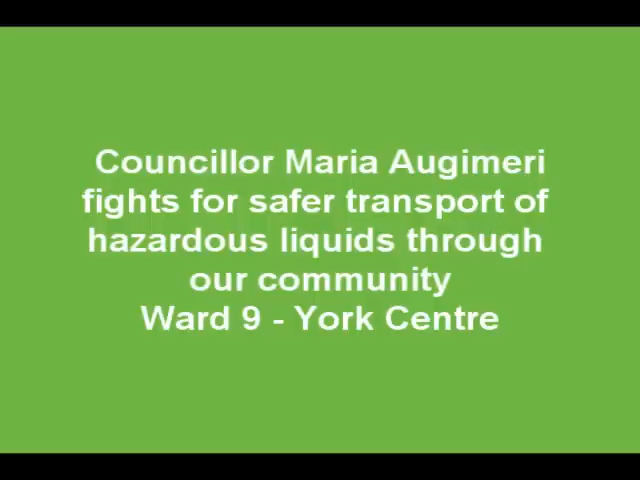 Councillor Maria Augimeri
fights for safer transport of
hazardous liquids through
our community
Ward 9 - York Centre